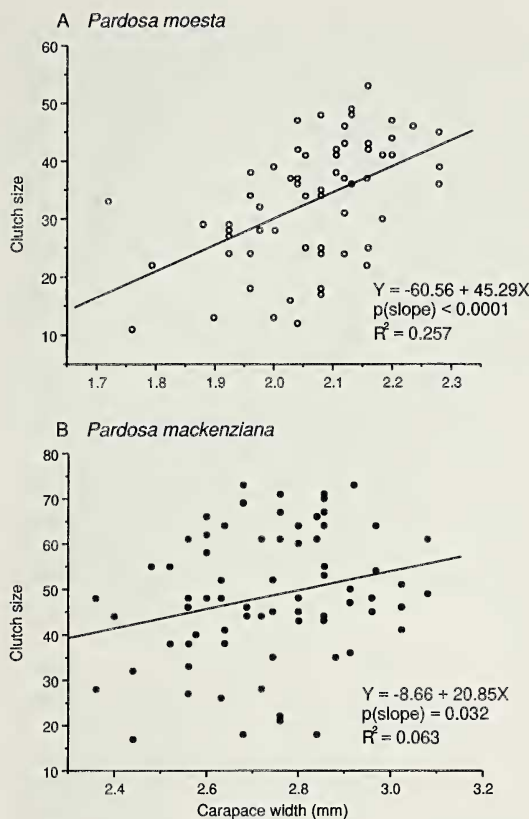 A Pardosa moesta
60
50
40
30
20
10
5
Clutch size
Y = -60.56 + 45.29X
p(slope) < 0.0001
R² = 0.257
1.7 1.8 1.9 2.0 2.1 2.2 2.3
B Pardosa mackenziana
80
70
60
50
40
30
20
10
Clutch size
Y = -8.66 + 20.85X
p(slope) = 0.032
R² = 0.063
2.4 2.6 2.8 3.0 3.2
Carapace width (mm)